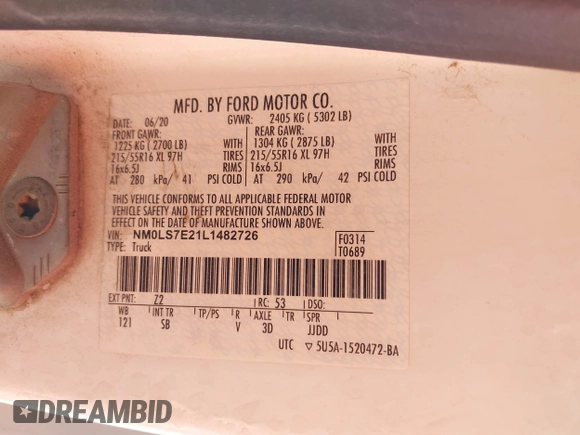 MFD. BY FORD MOTOR CO.
DATE: 06/20 GVWR: 2405 KG ( 5302 LB)
FRONT GAWR: REAR GAWR:
1225 KG ( 2700 LB) WITH 1304 KG ( 2875 LB) WITH
215/55R16 XL 97H TIRES 215/55R16 XL 97H TIRES
16x6.5J RIMS 16x6.5J RIMS
AT 280 kPa/ 41 PSI COLD AT 290 kPa/ 42 PSI COLD
THIS VEHICLE CONFORMS TO ALL APPLICABLE FEDERAL MOTOR
VEHICLE SAFETY AND THEFT PREVENTION STANDARDS IN
EFFECT ON THE DATE OF MANUFACTURE SHOWN ABOVE.
VIN: NM0LS7E21L1482726 F0314
TYPE: Truck T0689
EXT PNT: Z2 RC: 53 DSO:
WB INT TR TP/PS R AXLE TR SPR
121 SB V 3D JJDD
UTC ▽ 5U5A-1520472-BA
DREAMBID